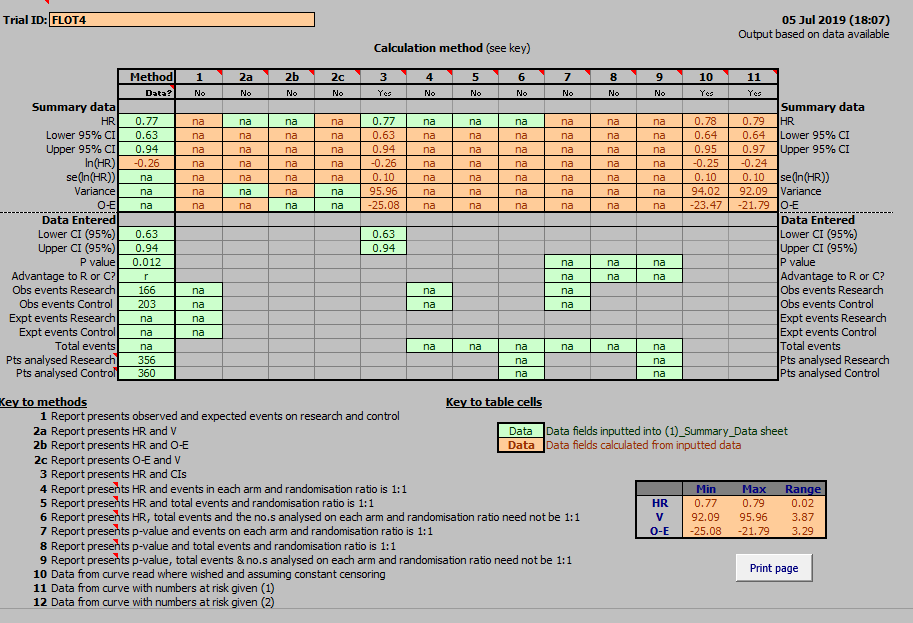 Trial ID: FLOT4 05 Jul 2019 (18:07)
Output based on data available
Calculation method (see key)
Method 1 2a 2b 2c 3 4 5 6 7 8 9 10 11
Data? No No No No Yes No No No No No No Yes Yes
Summary data Summary data
HR 0.77 na na na na 0.77 na na na na na na 0.78 0.79 HR
Lower 95% CI 0.63 na na na na 0.63 na na na na na na 0.64 0.64 Lower 95% CI
Upper 95% CI 0.94 na na na na 0.94 na na na na na na 0.95 0.97 Upper 95% CI
ln(HR) -0.26 na na na na -0.26 na na na na na na -0.25 -0.24 ln(HR)
se(ln(HR)) na na na na na 0.10 na na na na na na 0.10 0.10 se(ln(HR))
Variance na na na na na 95.96 na na na na na na 94.02 92.09 Variance
O-E na na na na na -25.08 na na na na na na -23.47 -21.79 O-E
Data Entered Data Entered
Lower CI (95%) 0.63 0.63 Lower CI (95%)
Upper CI (95%) 0.94 0.94 Upper CI (95%)
P value 0.012 na na na P value
Advantage to R or C? r na na na Advantage to R or C?
Obs events Research 166 na na na Obs events Research
Obs events Control 203 na na na Obs events Control
Expt events Research na na Expt events Research
Expt events Control na na Expt events Control
Total events na na na na na na na Total events
Pts analysed Research 356 na na Pts analysed Research
Pts analysed Control 360 na na Pts analysed Control
Key to methods
1 Report presents observed and expected events on research and control
2a Report presents HR and V
2b Report presents HR and O-E
2c Report presents O-E and V
3 Report presents HR and CIs
4 Report presents HR and events in each arm and randomisation ratio is 1:1
5 Report presents HR and total events and randomisation ratio is 1:1
6 Report presents HR, total events and the no.s analysed on each arm and randomisation ratio need not be 1:1
7 Report presents p-value and events on each arm and randomisation ratio is 1:1
8 Report presents p-value and total events and randomisation ratio is 1:1
9 Report presents p-value, total events & no.s analysed on each arm and randomisation ratio need not be 1:1
10 Data from curve read where wished and assuming constant censoring
11 Data from curve with numbers at risk given (1)
12 Data from curve with numbers at risk given (2)
Key to table cells
Data Data fields inputted into (1)_Summary_Data sheet
Data Data fields calculated from inputted data
Min Max Range
HR 0.77 0.79 0.02
V 92.09 95.96 3.87
O-E -25.08 -21.79 3.29
Print page